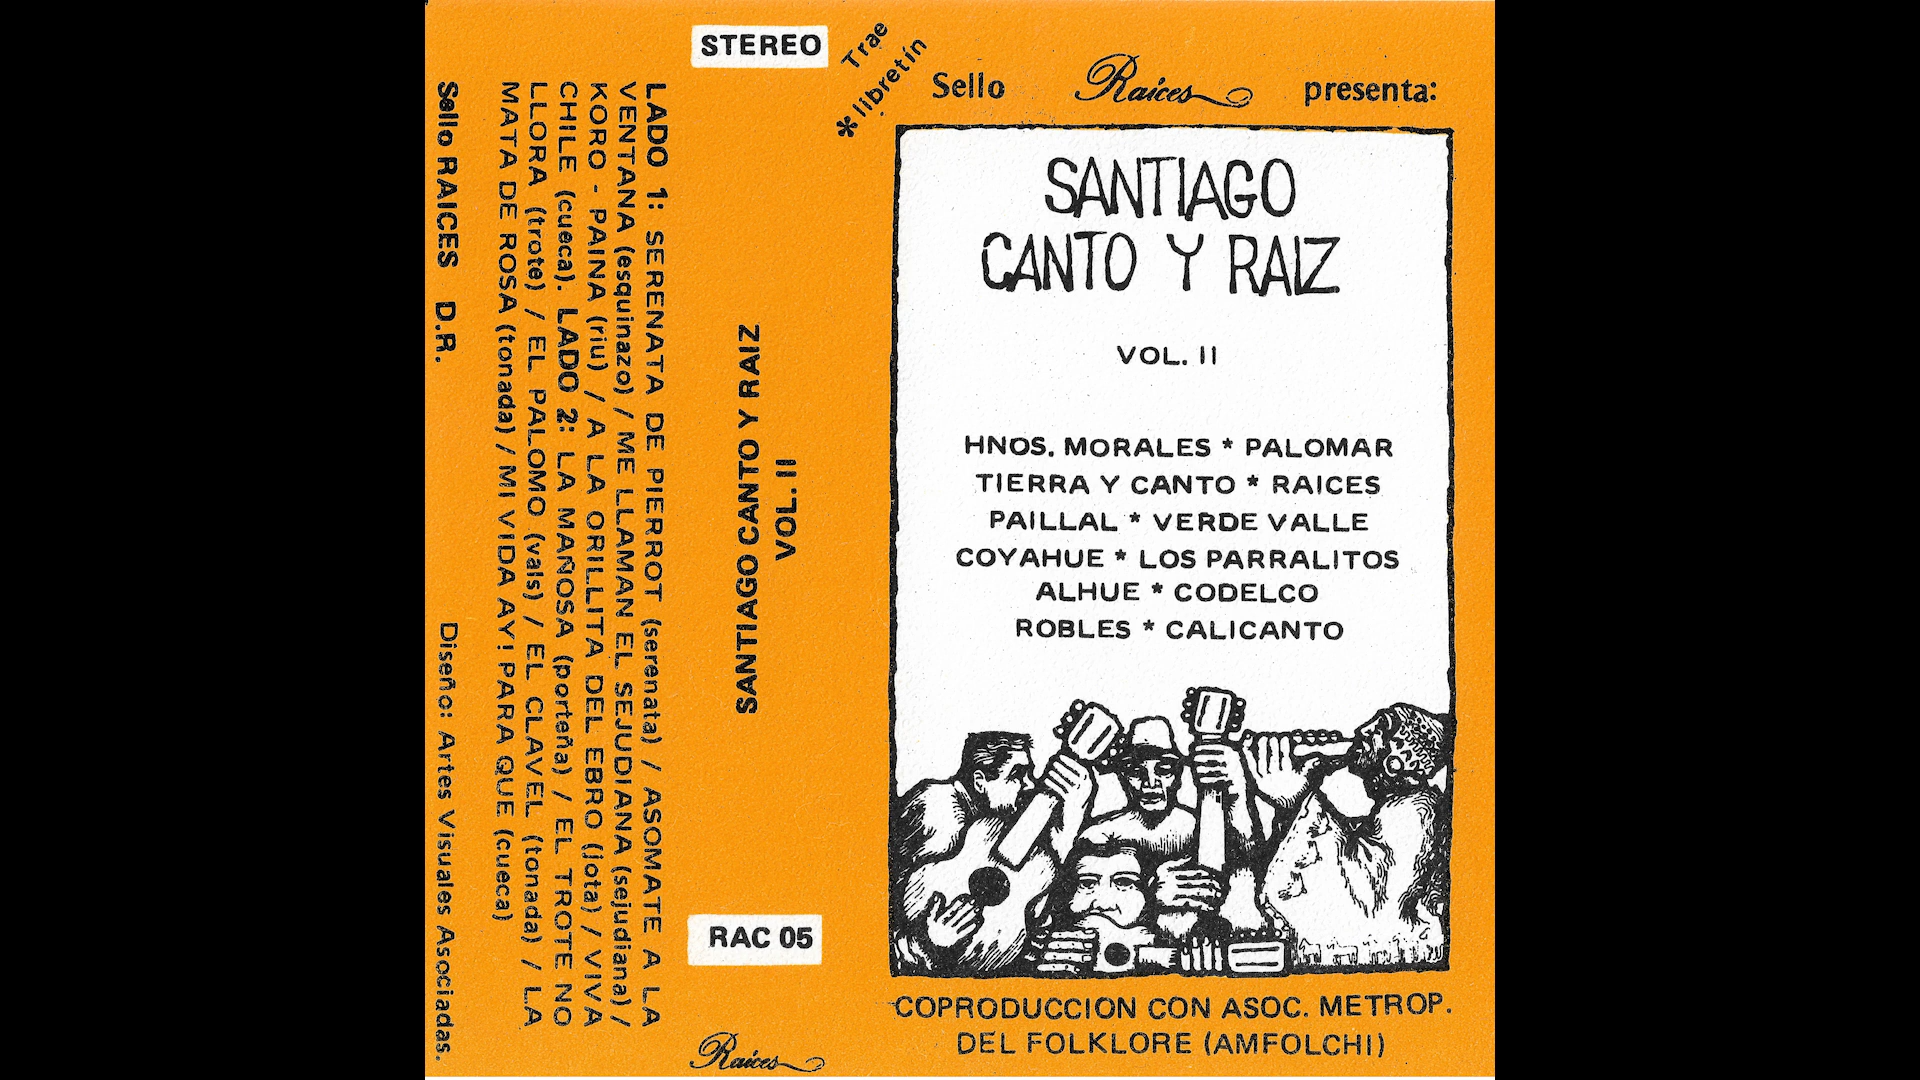 STEREO
Trae
* libretín
Sello Raíces presenta:
SANTIAGO
CANTO Y RAIZ
VOL. II
HNOS. MORALES * PALOMAR
TIERRA Y CANTO * RAICES
PAILLAL * VERDE VALLE
COYAHUE * LOS PARRALITOS
ALHUE * CODELCO
ROBLES * CALICANTO
COPRODUCCION CON ASOC. METROP.
DEL FOLKLORE (AMFOLCHI)
SANTIAGO CANTO Y RAIZ
VOL. II
RAC 05
Raíces
LADO 1: SERENATA DE PIERROT (serenata) / ASOMATE A LA
VENTANA (esquinazo) / ME LLAMAN EL SEJUDIANA (sejudiana) /
KORO - PAINA (riu) / A LA ORILLITA DEL EBRO (jota) / VIVA
CHILE (cueca). LADO 2: LA MAÑOSA (porteña) / EL TROTE NO
LLORA (trote) / EL PALOMO (vals) / EL CLAVEL (tonada) / LA
MATA DE ROSA (tonada) / MI VIDA AY! PARA QUE (cueca)
Sello RAICES D.R. Diseño: Artes Visuales Asociadas.